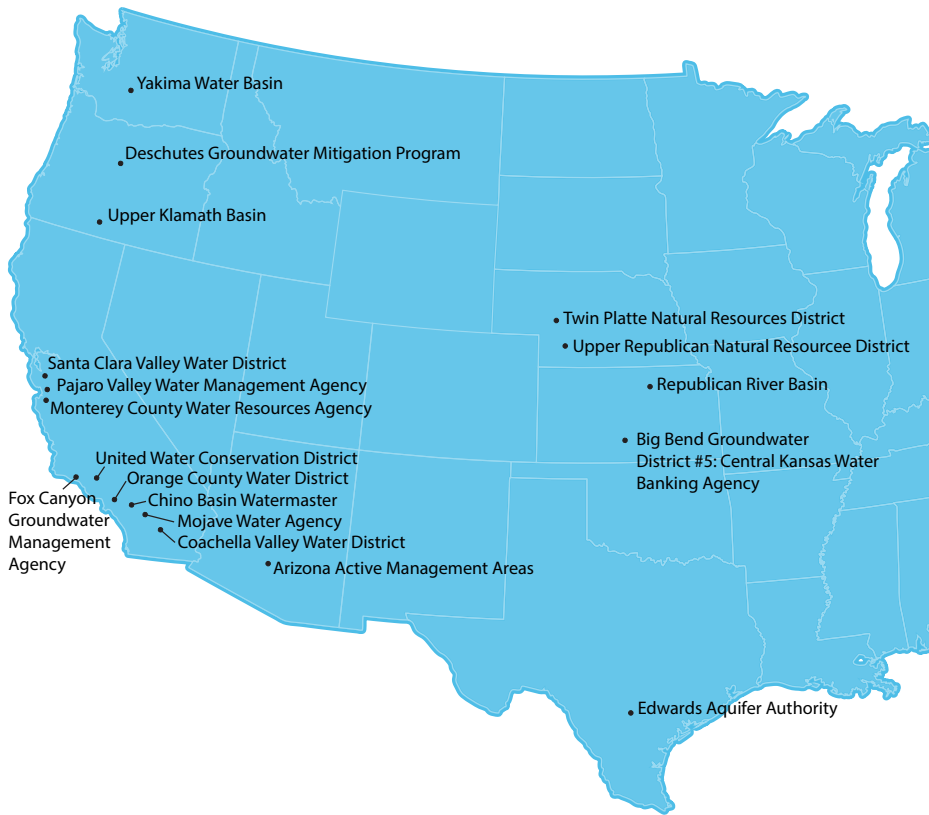 Yakima Water Basin
Deschutes Groundwater Mitigation Program
Upper Klamath Basin
Twin Platte Natural Resources District
Upper Republican Natural Resourcee District
Santa Clara Valley Water District
Pajaro Valley Water Management Agency
Republican River Basin
Monterey County Water Resources Agency
Big Bend Groundwater
District #5: Central Kansas Water
Banking Agency
United Water Conservation District
Orange County Water District
Chino Basin Watermaster
Mojave Water Agency
Coachella Valley Water District
Fox Canyon
Groundwater
Management
Agency
Arizona Active Management Areas
Edwards Aquifer Authority